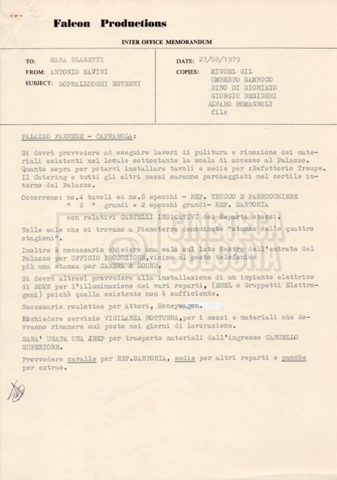 Falcon Productions
INTER OFFICE MEMORANDUM
TO: MARA BLASETTI
FROM: ANTONIO SAVINI
SUBJECT: SOPRALLUOGHI ESTERNI
DATE: 27/06/1979
COPIES: MIGUEL GIL
UMBERTO SAMBUCO
DINO DI DIONISIO
GIORGIO DESIDERI
ALVARO ROMAGNOLI
file
PALAZZO FARNESE - CAPRAROLA:
Si dovrà provvedere ad eseguire lavori di pulitura e rimozione dei mate-
riali esistenti nel locale sottostante la scala di accesso al Palazzo.
Quanto sopra per poterri installare tavoli e sedie per :Refettorio Troupe.
Il Catering e tutti gli altri mezzi saranno parcheggiati nel cortile in-
terno del Palazzo.
Occorrono: no.4 tavoli ed no.8 specchi - REP. TRUCCO E PARRUCCHIERE
" 2 " grandi e 2 specchi grandi- REP. SARTORIA
con relativi CARTELLI INDICATIVI dei Reparti stessi.
Nelle sale che si trovano a Pianoterra denominate "stanze delle quattro
stagioni".
Inoltre è necessario chiedere una sala sul lato destro dell'entrata del
Palazzo per UFFICIO PRODUZIONE, vicino al posto telefonico
più una stanza per CAMERA e SOUND.
Si dovrà altresì provvedere alla installazione di un impianto elettrico
di per l'illuminazione dei vari reparti, (ENEL o Gruppetti Elettro-
geni) poichè quella esistente non è sufficiente.
Necessarie roulottes per Attori, Honeywagon.
Richiedere servizio VIGILANZA NOTTURNA, per i mezzi e materiali che do-
vranno rimanere sul posto nei giorni di lavorazione.
SARA' USATA UNA JEEP per trasporto materiali dall'ingresso CANCELLO
SUPERIORE.
Prevedere cavalle per REP.SARTORIA, sedie per altri reparti e panche
per extras.
CINETECA
BOLOGNA